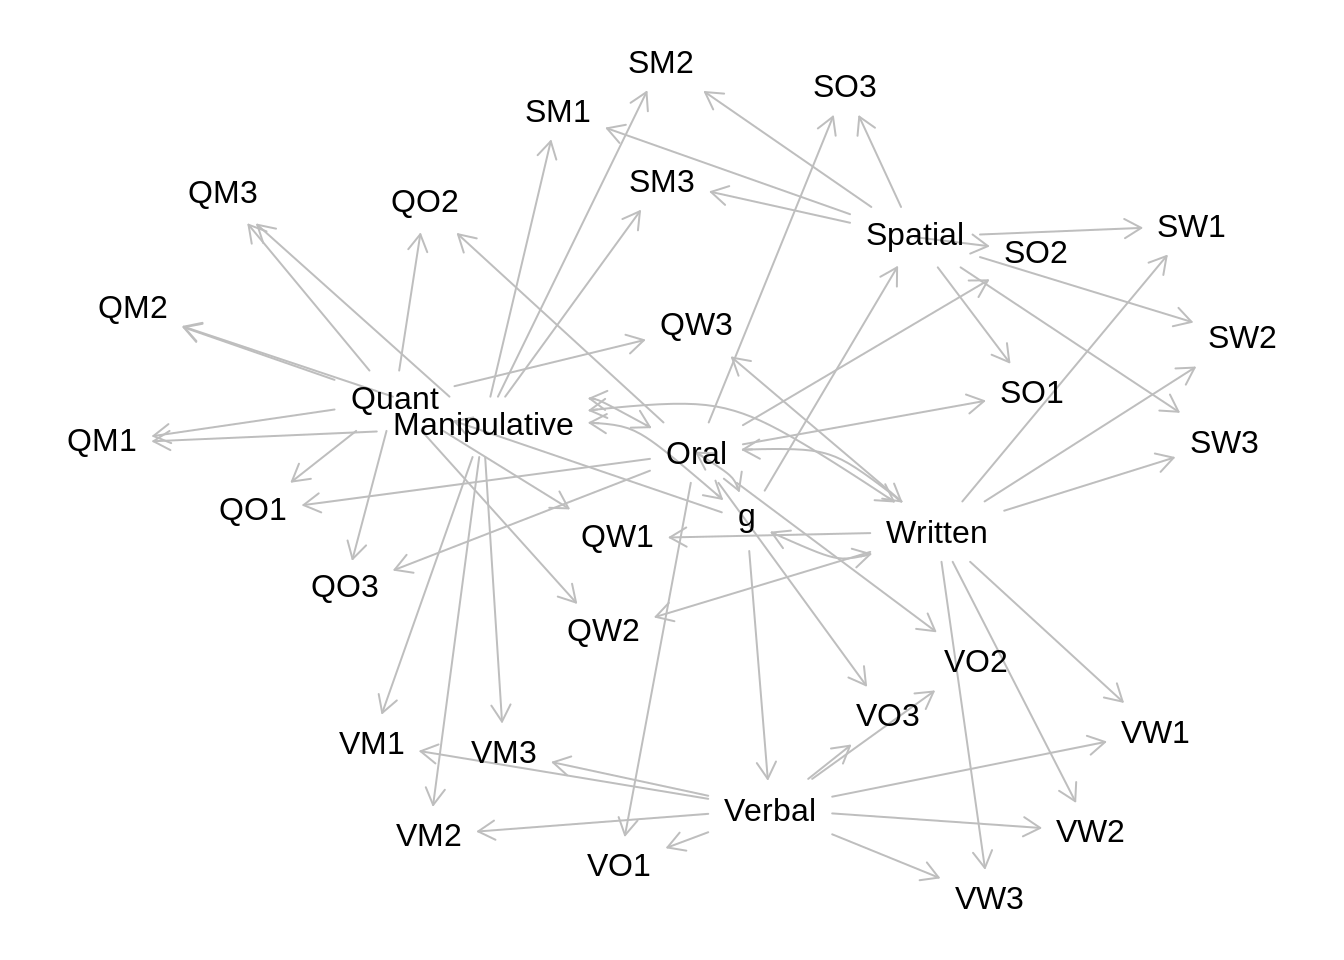 SM2
SO3
SM1
SM3
QM3
QO2
SW1
Spatial
SO2
QM2
QW3
SW2
Quant
SO1
Manipulative
QM1
SW3
Oral
QO1
g
QW1
Written
QO3
QW2
VO2
VO3
VW1
VM1
VM3
Verbal
VM2
VW2
VO1
VW3